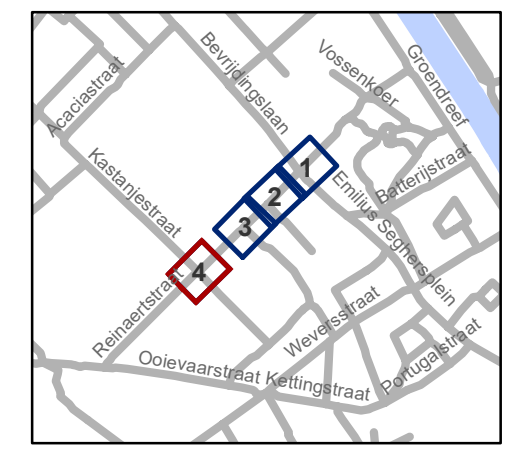 Bevrijdingslaan
Vossenkoer
Groendreef
Acaciastraat
Kastanjestraat
Batterijstraat
Emilius Seghersplein
1
2
3
4
Reinaertstraat
Weversstraat
Ooievaarstraat
Kettingstraat
Portugalstraat